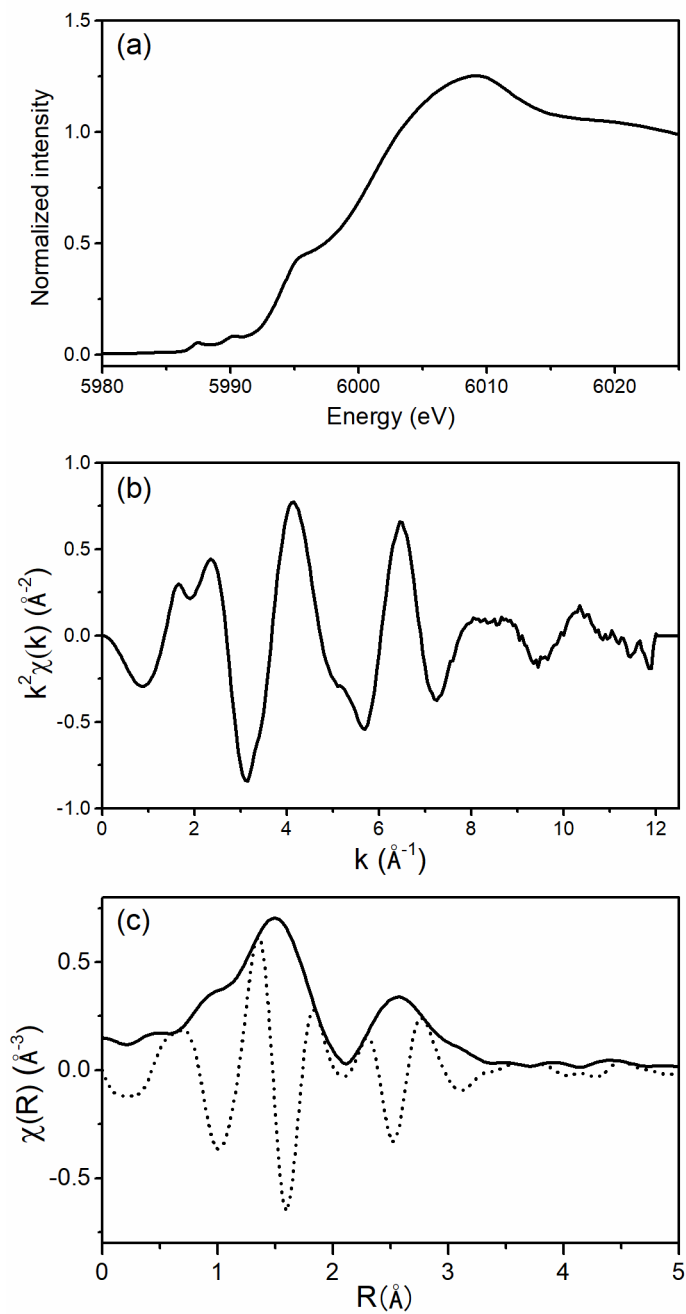 (a)
Normalized intensity
1.5
1.0
0.5
0.0
5980 5990 6000 6010 6020
Energy (eV)
(b)
k²χ(k) (Å⁻²)
1.0
0.5
0.0
-0.5
-1.0
0 2 4 6 8 10 12
k (Å⁻¹)
(c)
χ(R) (Å⁻³)
0.5
0.0
-0.5
0 1 2 3 4 5
R(Å)